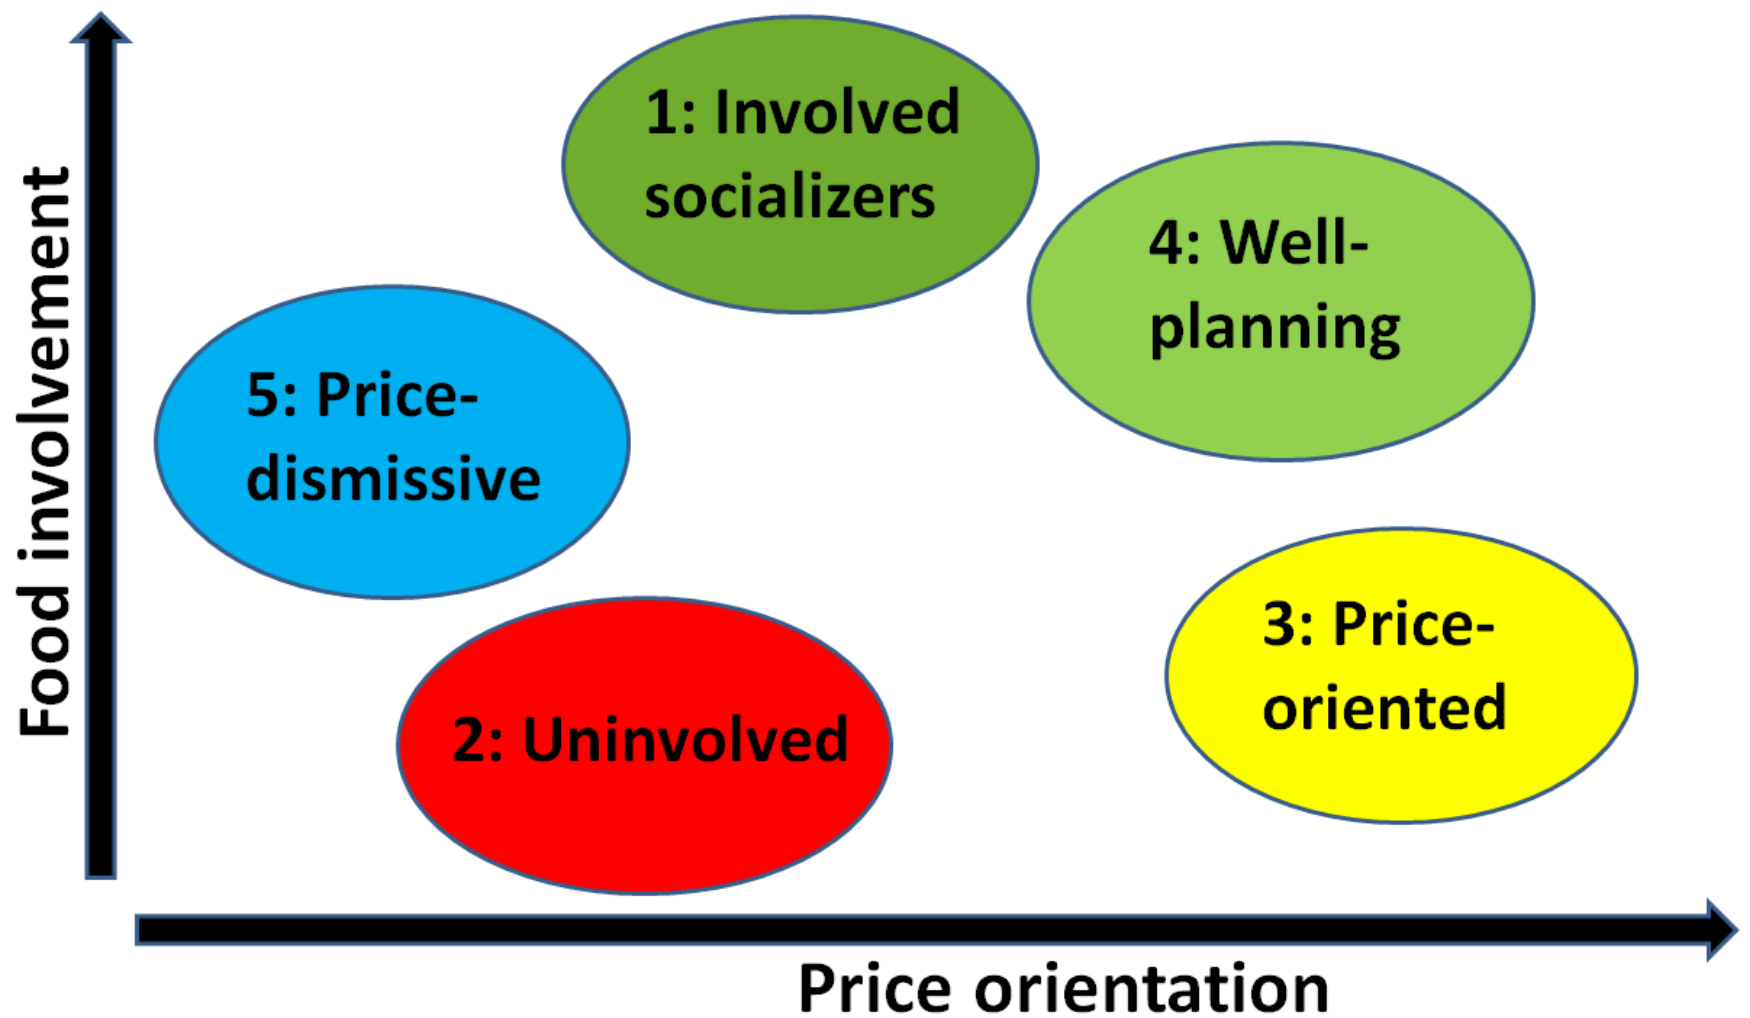 Food involvement
1: Involved
socializers
4: Well-
planning
5: Price-
dismissive
3: Price-
oriented
2: Uninvolved
Price orientation